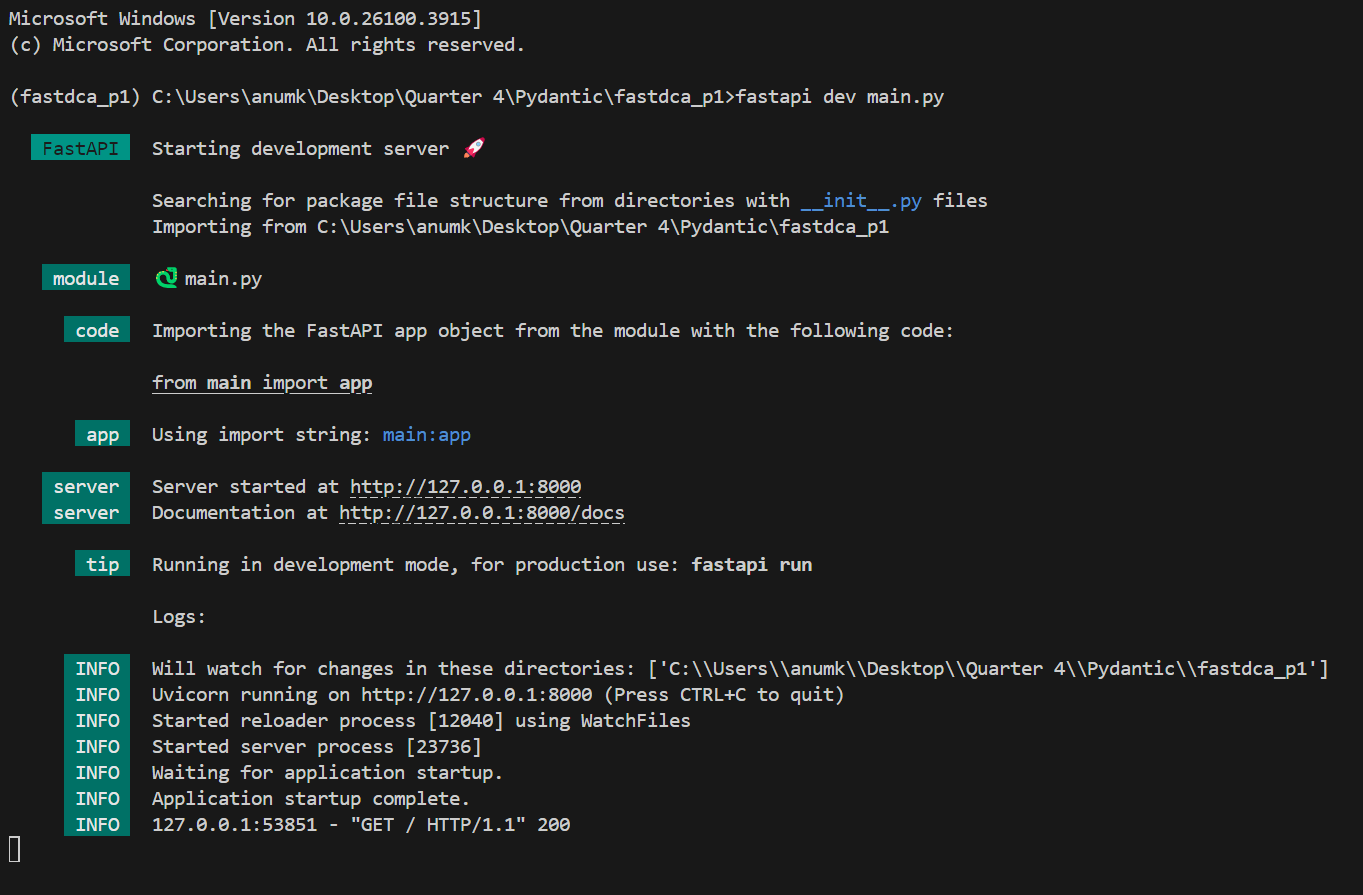 Microsoft Windows [Version 10.0.26100.3915]
(c) Microsoft Corporation. All rights reserved.
(fastdca_p1) C:\Users\anumk\Desktop\Quarter 4\Pydantic\fastdca_p1>fastapi dev main.py
FastAPI Starting development server 🚀
Searching for package file structure from directories with __init__.py files
Importing from C:\Users\anumk\Desktop\Quarter 4\Pydantic\fastdca_p1
module 🐍 main.py
code Importing the FastAPI app object from the module with the following code:
from main import app
app Using import string: main:app
server Server started at http://127.0.0.1:8000
server Documentation at http://127.0.0.1:8000/docs
tip Running in development mode, for production use: fastapi run
Logs:
INFO Will watch for changes in these directories: ['C:\\Users\\anumk\\Desktop\\Quarter 4\\Pydantic\\fastdca_p1']
INFO Uvicorn running on http://127.0.0.1:8000 (Press CTRL+C to quit)
INFO Started reloader process [12040] using WatchFiles
INFO Started server process [23736]
INFO Waiting for application startup.
INFO Application startup complete.
INFO 127.0.0.1:53851 - "GET / HTTP/1.1" 200